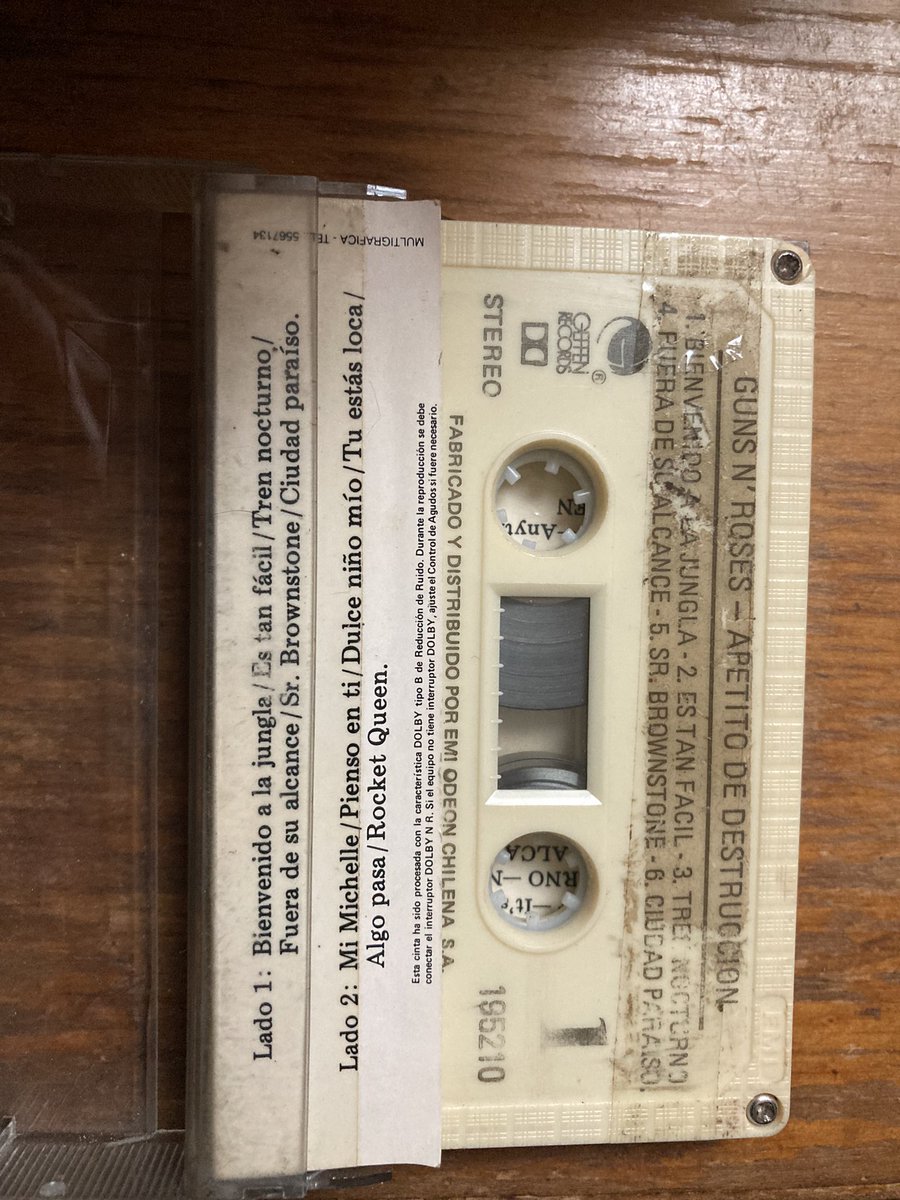 Lado 1: Bienvenido a la jungla/Es tan fácil/Tren nocturno/
Fuera de su alcance/Sr. Brownstone/Ciudad paraíso.
Lado 2: Mi Michelle/Pienso en ti/Dulce niño mío/Tu estás loca/
Algo pasa/Rocket Queen.
Esta cinta ha sido procesada con la característica DOLBY tipo B de Reducción de Ruido. Durante la reproducción se debe
conectar el interruptor DOLBY N R. Si el equipo no tiene interruptor DOLBY, ajuste el Control de Agudos si fuere necesario.
MULTIGRAFICA - TEL. 5567134
GUNS N' ROSES - APETITO DE DESTRUCCION
1. BIENVENIDO A LA JUNGLA - 2. ES TAN FACIL - 3. TREN NOCTURNO
4. FUERA DE SU ALCANCE - 5. SR. BROWNSTONE - 6. CIUDAD PARAISO
GEFFEN
RECORDS
®
STEREO
195210
1
FABRICADO Y DISTRIBUIDO POR EMI ODEON CHILENA S.A.
EN
-Anyt
ALCA
RNO — N
— It's